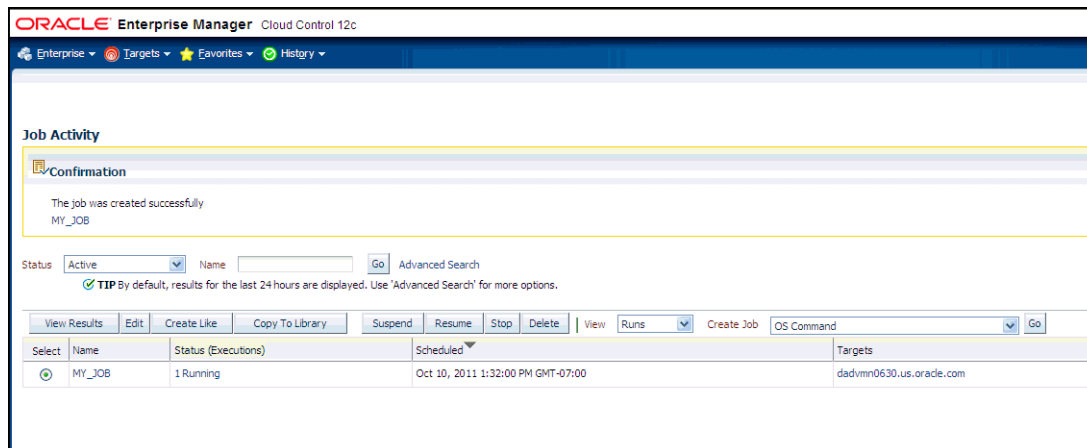 ORACLE Enterprise Manager Cloud Control 12c
Enterprise Targets Favorites History
Job Activity
Confirmation
The job was created successfully
MY_JOB
Status Active Name Go Advanced Search
TIP By default, results for the last 24 hours are displayed. Use 'Advanced Search' for more options.
View Results Edit Create Like Copy To Library Suspend Resume Stop Delete View Runs Create Job OS Command Go
Select Name Status (Executions) Scheduled Targets
MY_JOB 1 Running Oct 10, 2011 1:32:00 PM GMT-07:00 dadvmn0630.us.oracle.com